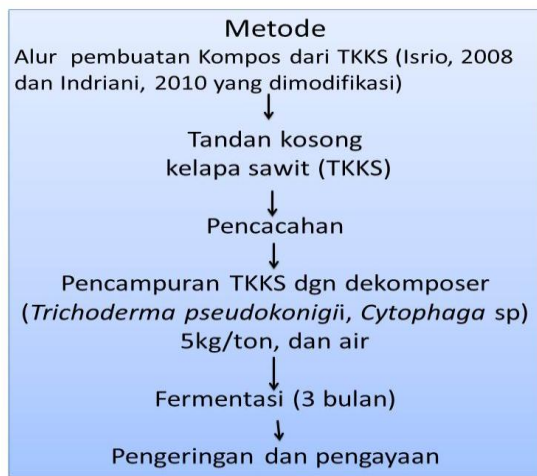 Metode
Alur pembuatan Kompos dari TKKS (Isrio, 2008
dan Indriani, 2010 yang dimodifikasi)
Tandan kosong
kelapa sawit (TKKS)
Pencacahan
Pencampuran TKKS dgn dekomposer
(Trichoderma pseudokonigii, Cytophaga sp)
5kg/ton, dan air
Fermentasi (3 bulan)
Pengeringan dan pengayaan